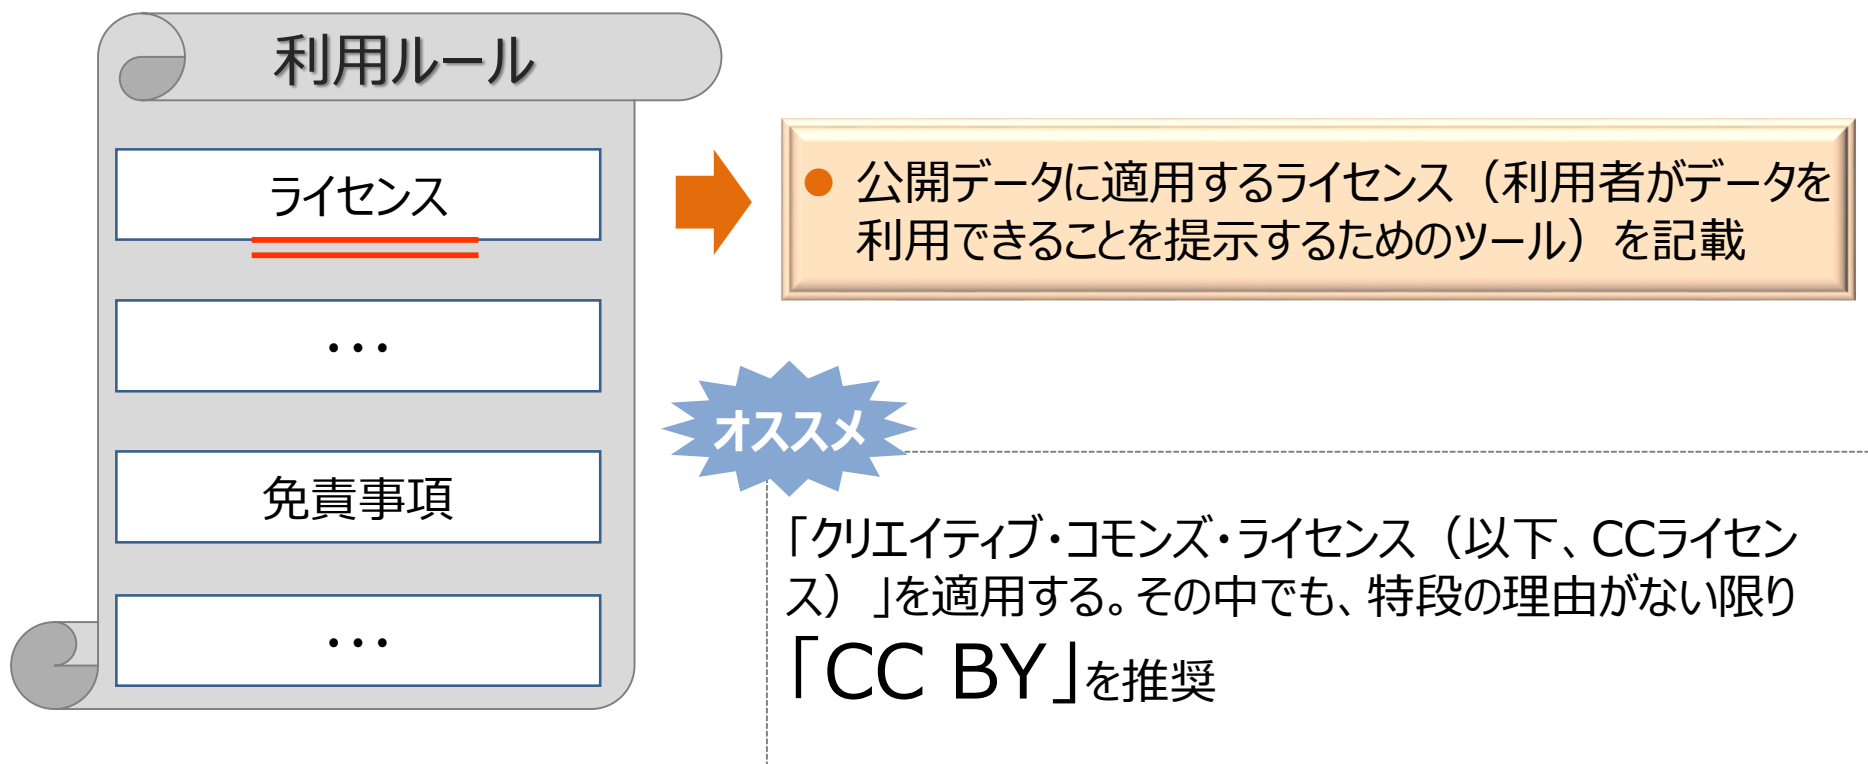 利用ルール
ライセンス
・・・
免責事項
・・・
● 公開データに適用するライセンス（利用者がデータを
利用できることを提示するためのツール）を記載
オススメ
「クリエイティブ・コモンズ・ライセンス（以下、CCライセン
ス）」を適用する。その中でも、特段の理由がない限り
「CC BY」を推奨